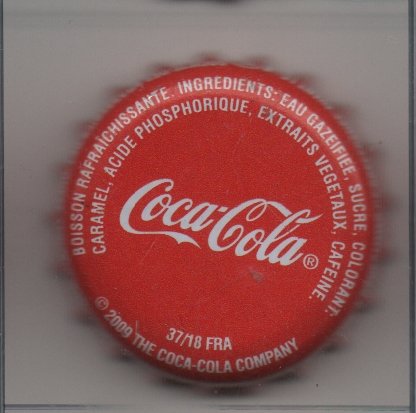 BOISSON RAFRAICHISSANTE. INGREDIENTS: EAU GAZEIFIEE, SUCRE, COLORANT:
CARAMEL, ACIDE PHOSPHORIQUE, EXTRAITS VEGETAUX, CAFEINE.
Coca-Cola®
37/18 FRA
© 2009 THE COCA-COLA COMPANY